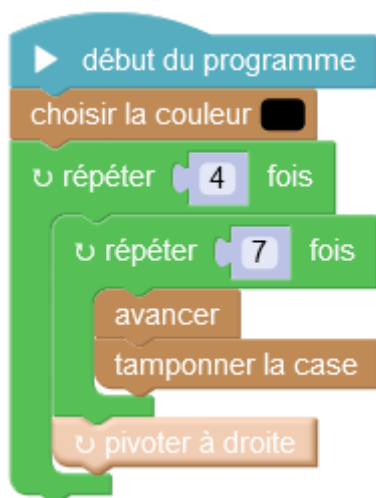 début du programme
choisir la couleur
répéter 4 fois
répéter 7 fois
avancer
tamponner la case
pivoter à droite